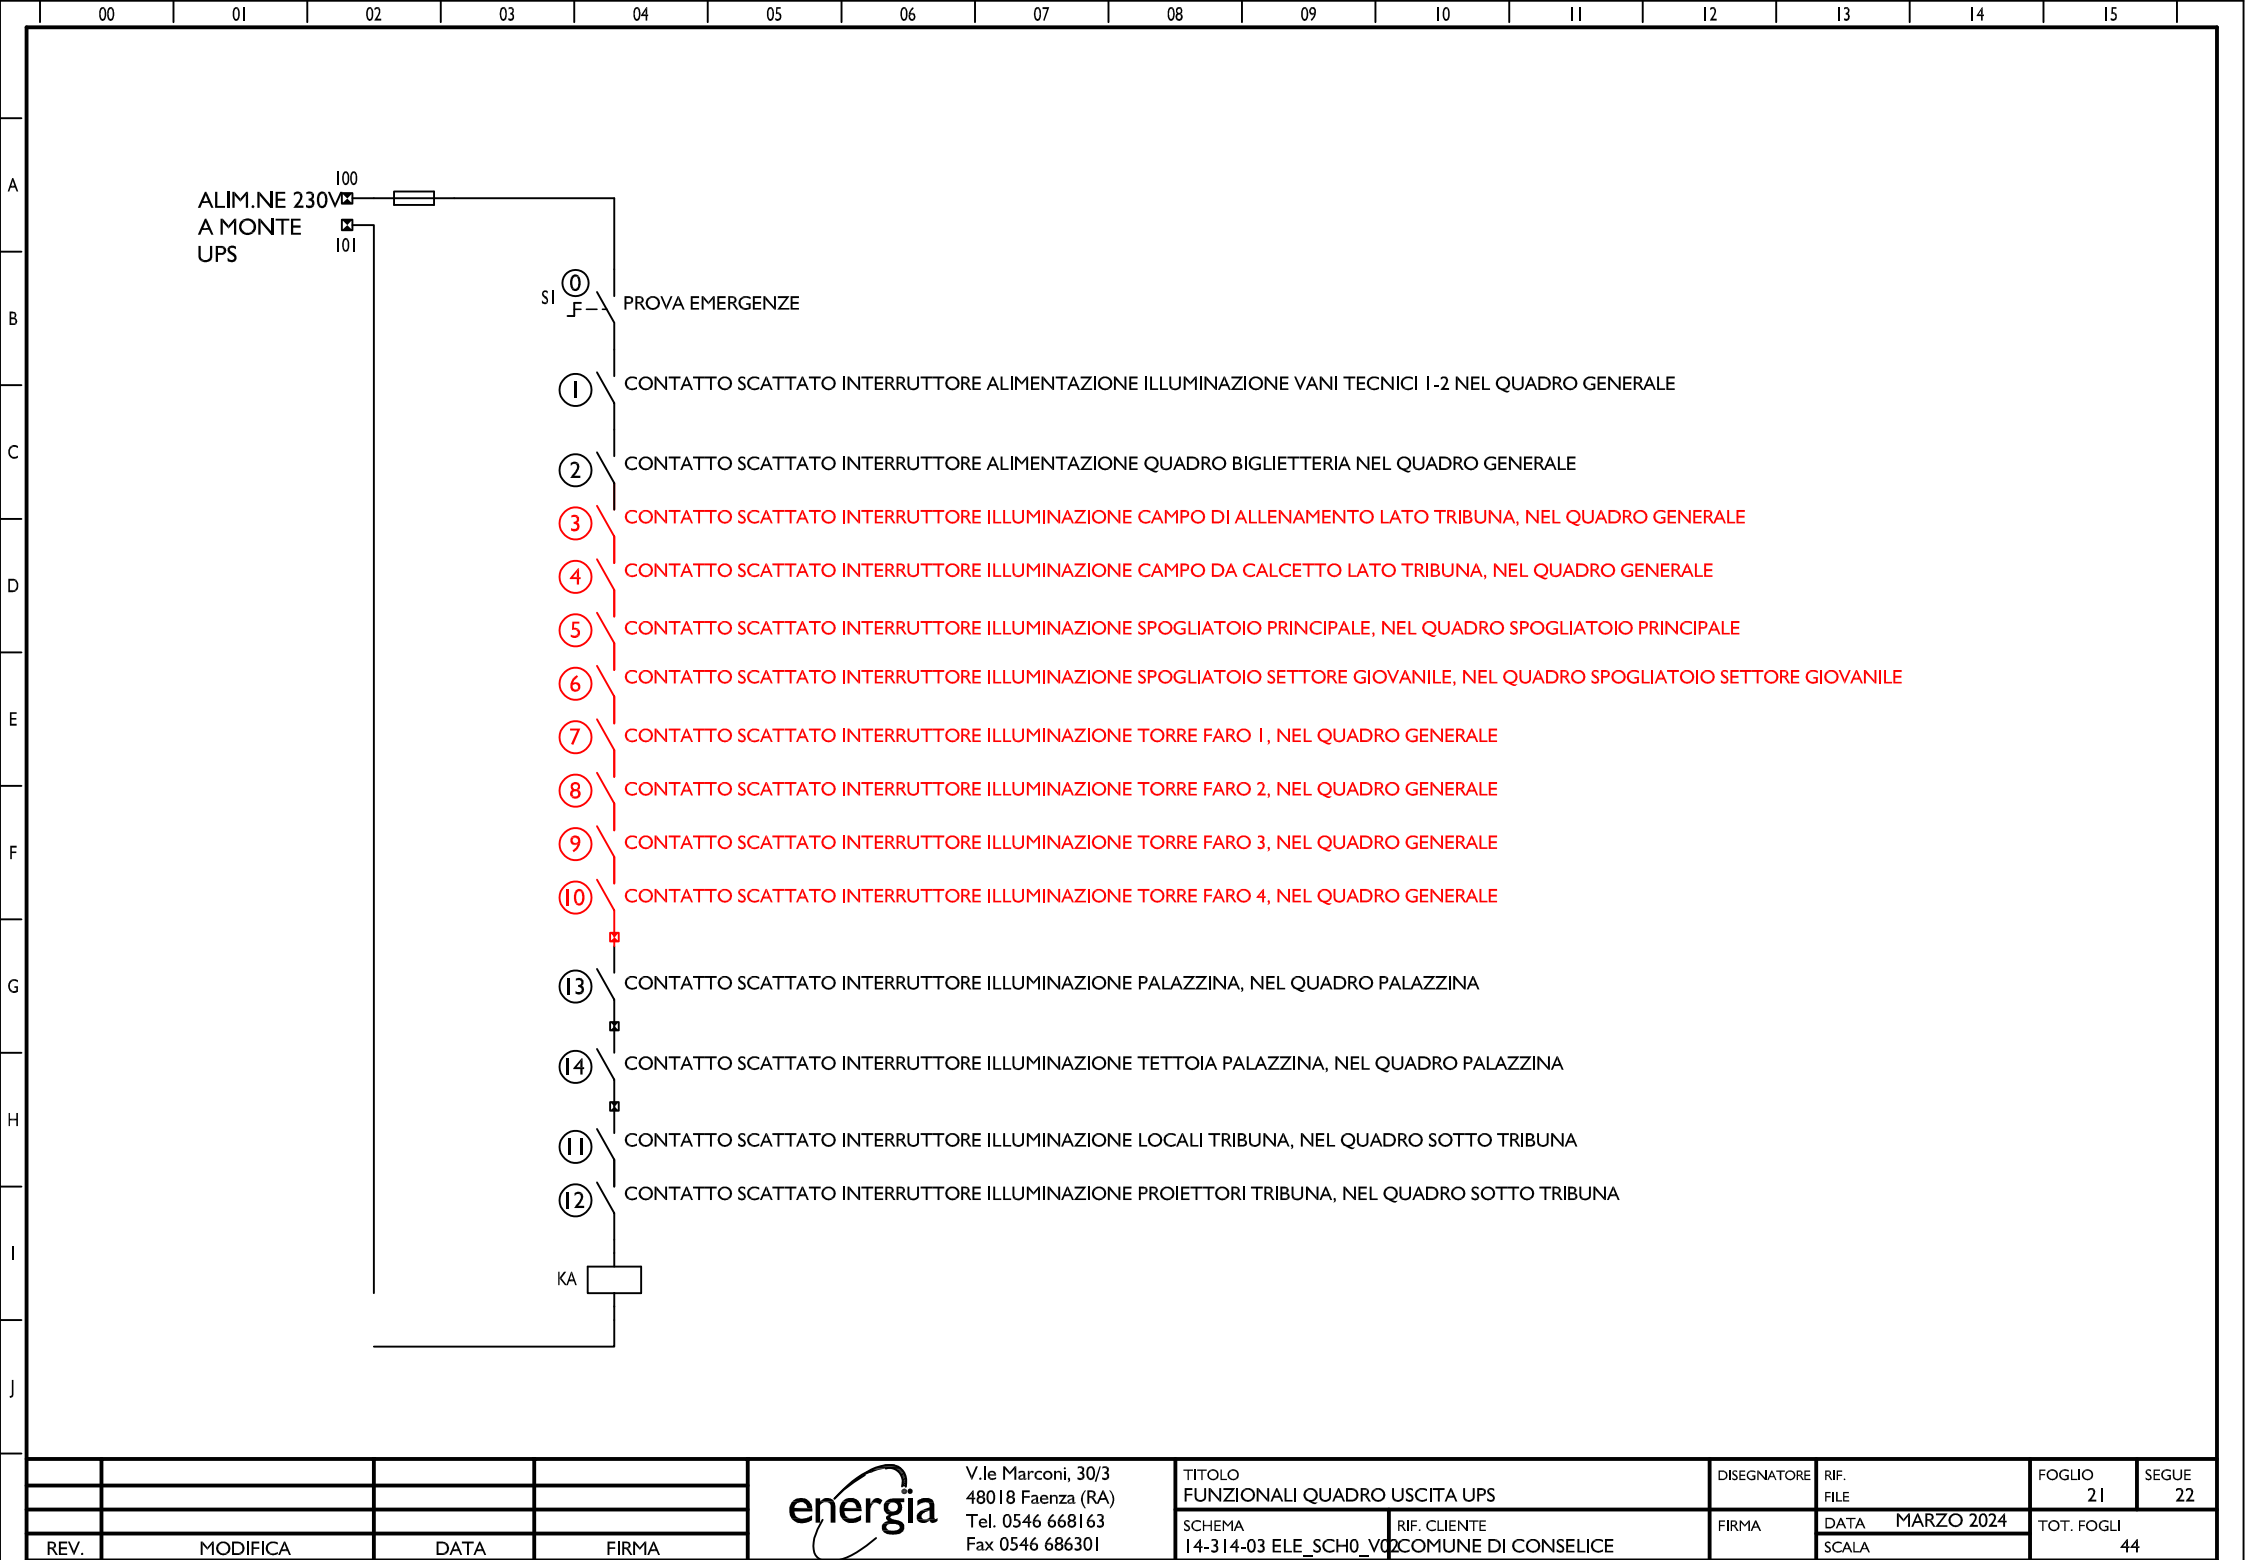 00 01 02 03 04 05 06 07 08 09 10 11 12 13 14 15
A
B
C
D
E
F
G
H
I
J
100
ALIM.NE 230V
A MONTE
101
UPS
0
S1
PROVA EMERGENZE
1 CONTATTO SCATTATO INTERRUTTORE ALIMENTAZIONE ILLUMINAZIONE VANI TECNICI 1-2 NEL QUADRO GENERALE
2 CONTATTO SCATTATO INTERRUTTORE ALIMENTAZIONE QUADRO BIGLIETTERIA NEL QUADRO GENERALE
3 CONTATTO SCATTATO INTERRUTTORE ILLUMINAZIONE CAMPO DI ALLENAMENTO LATO TRIBUNA, NEL QUADRO GENERALE
4 CONTATTO SCATTATO INTERRUTTORE ILLUMINAZIONE CAMPO DA CALCETTO LATO TRIBUNA, NEL QUADRO GENERALE
5 CONTATTO SCATTATO INTERRUTTORE ILLUMINAZIONE SPOGLIATOIO PRINCIPALE, NEL QUADRO SPOGLIATOIO PRINCIPALE
6 CONTATTO SCATTATO INTERRUTTORE ILLUMINAZIONE SPOGLIATOIO SETTORE GIOVANILE, NEL QUADRO SPOGLIATOIO SETTORE GIOVANILE
7 CONTATTO SCATTATO INTERRUTTORE ILLUMINAZIONE TORRE FARO 1, NEL QUADRO GENERALE
8 CONTATTO SCATTATO INTERRUTTORE ILLUMINAZIONE TORRE FARO 2, NEL QUADRO GENERALE
9 CONTATTO SCATTATO INTERRUTTORE ILLUMINAZIONE TORRE FARO 3, NEL QUADRO GENERALE
10 CONTATTO SCATTATO INTERRUTTORE ILLUMINAZIONE TORRE FARO 4, NEL QUADRO GENERALE
13 CONTATTO SCATTATO INTERRUTTORE ILLUMINAZIONE PALAZZINA, NEL QUADRO PALAZZINA
14 CONTATTO SCATTATO INTERRUTTORE ILLUMINAZIONE TETTOIA PALAZZINA, NEL QUADRO PALAZZINA
11 CONTATTO SCATTATO INTERRUTTORE ILLUMINAZIONE LOCALI TRIBUNA, NEL QUADRO SOTTO TRIBUNA
12 CONTATTO SCATTATO INTERRUTTORE ILLUMINAZIONE PROIETTORI TRIBUNA, NEL QUADRO SOTTO TRIBUNA
KA
REV. MODIFICA DATA FIRMA
energia
V.le Marconi, 30/3
48018 Faenza (RA)
Tel. 0546 668163
Fax 0546 686301
TITOLO
FUNZIONALI QUADRO USCITA UPS
SCHEMA
14-314-03 ELE_SCH0_V02
RIF. CLIENTE
COMUNE DI CONSELICE
DISEGNATORE
FIRMA
RIF.
FILE
DATA MARZO 2024
SCALA
FOGLIO
21
SEGUE
22
TOT. FOGLI
44